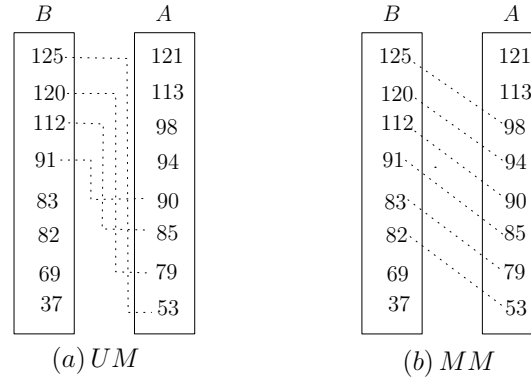 B A B A
125 121 125 121
120 113 120 113
112 98 112 98
91 94 91 94
83 90 83 90
82 85 82 85
69 79 69 79
37 53 37 53
(a) UM (b) MM